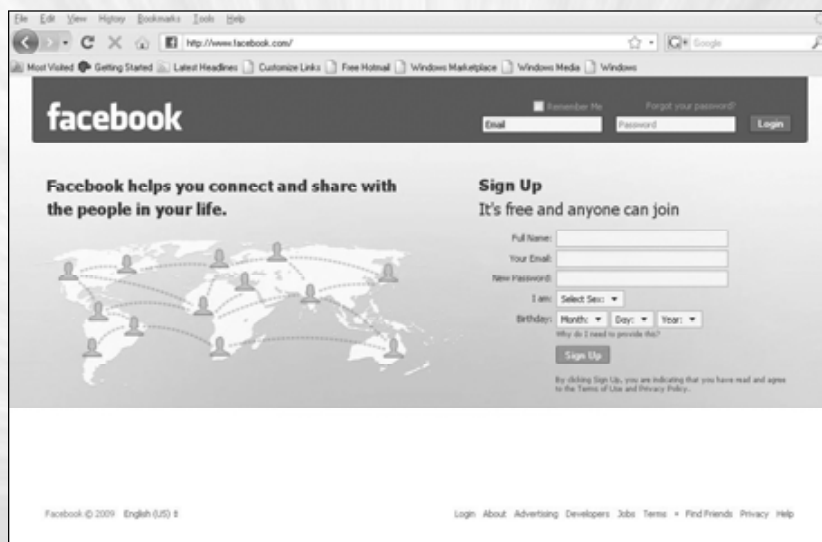 File Edit View History Bookmarks Tools Help
http://www.facebook.com/ Google
Most Visited Getting Started Latest Headlines Customize Links Free Hotmail Windows Marketplace Windows Media Windows
facebook
Remember Me Forgot your password?
Email Password Login
Facebook helps you connect and share with
the people in your life.
Sign Up
It's free and anyone can join
Full Name:
Your Email:
New Password:
I am: Select Sex:
Birthday: Month: Day: Year:
Why do I need to provide this?
Sign Up
By clicking Sign Up, you are indicating that you have read and agree
to the Terms of Use and Privacy Policy.
Facebook © 2009 English (US)
Login About Advertising Developers Jobs Terms • Find Friends Privacy Help